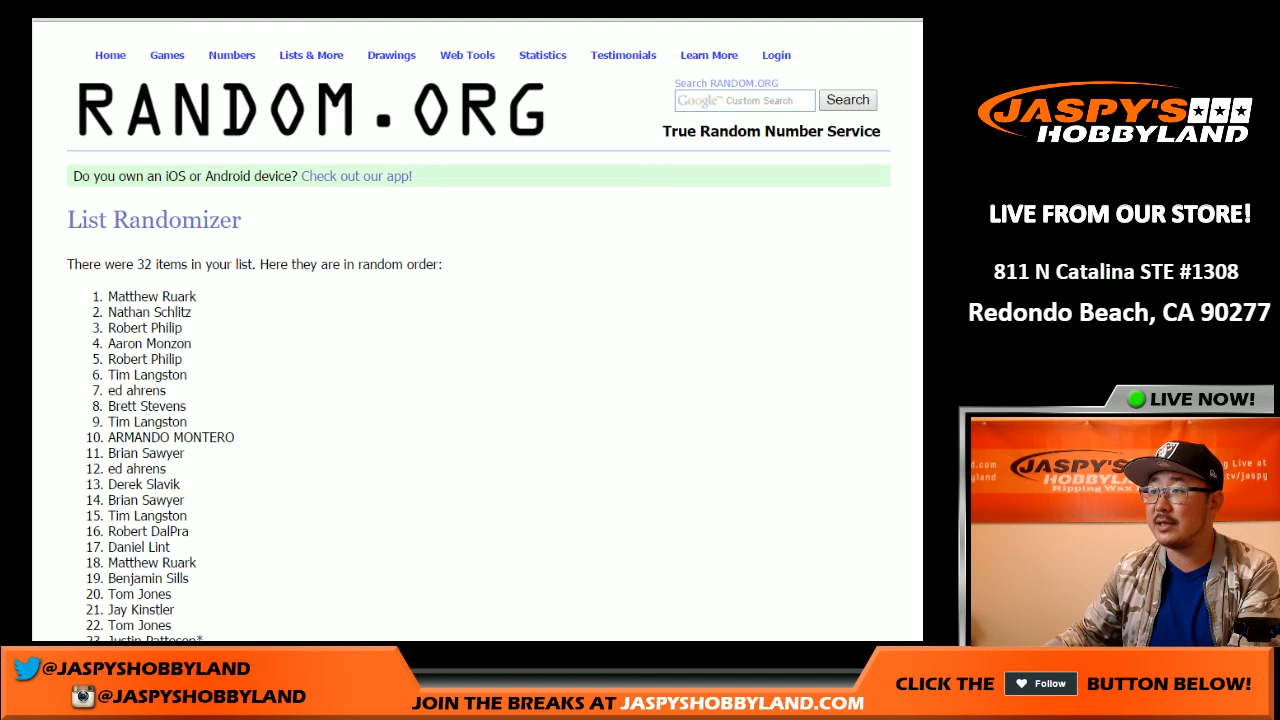 Home Games Numbers Lists & More Drawings Web Tools Statistics Testimonials Learn More Login
RANDOM.ORG
Search RANDOM.ORG
Google™ Custom Search Search
True Random Number Service
Do you own an iOS or Android device? Check out our app!
List Randomizer
There were 32 items in your list. Here they are in random order:
1. Matthew Ruark
2. Nathan Schlitz
3. Robert Philip
4. Aaron Monzon
5. Robert Philip
6. Tim Langston
7. ed ahrens
8. Brett Stevens
9. Tim Langston
10. ARMANDO MONTERO
11. Brian Sawyer
12. ed ahrens
13. Derek Slavik
14. Brian Sawyer
15. Tim Langston
16. Robert DalPra
17. Daniel Lint
18. Matthew Ruark
19. Benjamin Sills
20. Tom Jones
21. Jay Kinstler
22. Tom Jones
23. Justin
JASPY'S
HOBBYLAND
LIVE FROM OUR STORE!
811 N Catalina STE #1308
Redondo Beach, CA 90277
LIVE NOW!
JASPY'S
HOBBYLAND
Ripping Wax
@JASPYSHOBBYLAND
@JASPYSHOBBYLAND
JOIN THE BREAKS AT JASPYSHOBBYLAND.COM
CLICK THE Follow BUTTON BELOW!